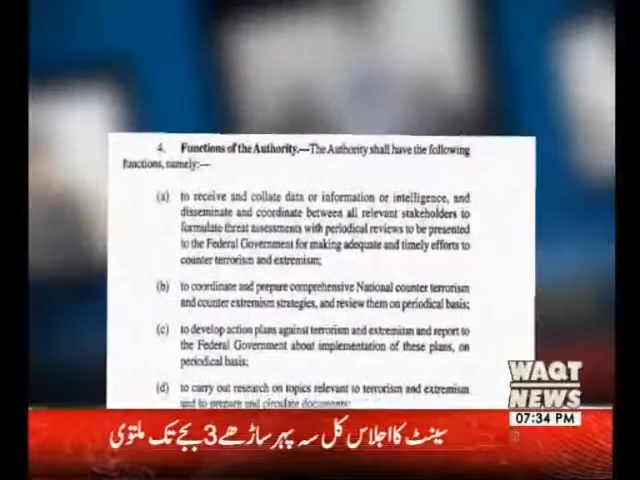 4. Functions of the Authority.—The Authority shall have the following
functions, namely:—
(a) to receive and collate data or information or intelligence, and
disseminate and coordinate between all relevant stakeholders to
formulate threat assessments with periodical reviews to be presented
to the Federal Government for making adequate and timely efforts to
counter terrorism and extremism;
(b) to coordinate and prepare comprehensive National counter terrorism
and counter extremism strategies, and review them on periodical basis;
(c) to develop action plans against terrorism and extremism and report to
the Federal Government about implementation of these plans, on
periodical basis;
(d) to carry out research on topics relevant to terrorism and extremism
and to prepare and circulate documents;
WAQT
NEWS
07:34 PM
سینٹ کا اجلاس کل سہ پہر ساڑھے 3 بجے تک ملتوی